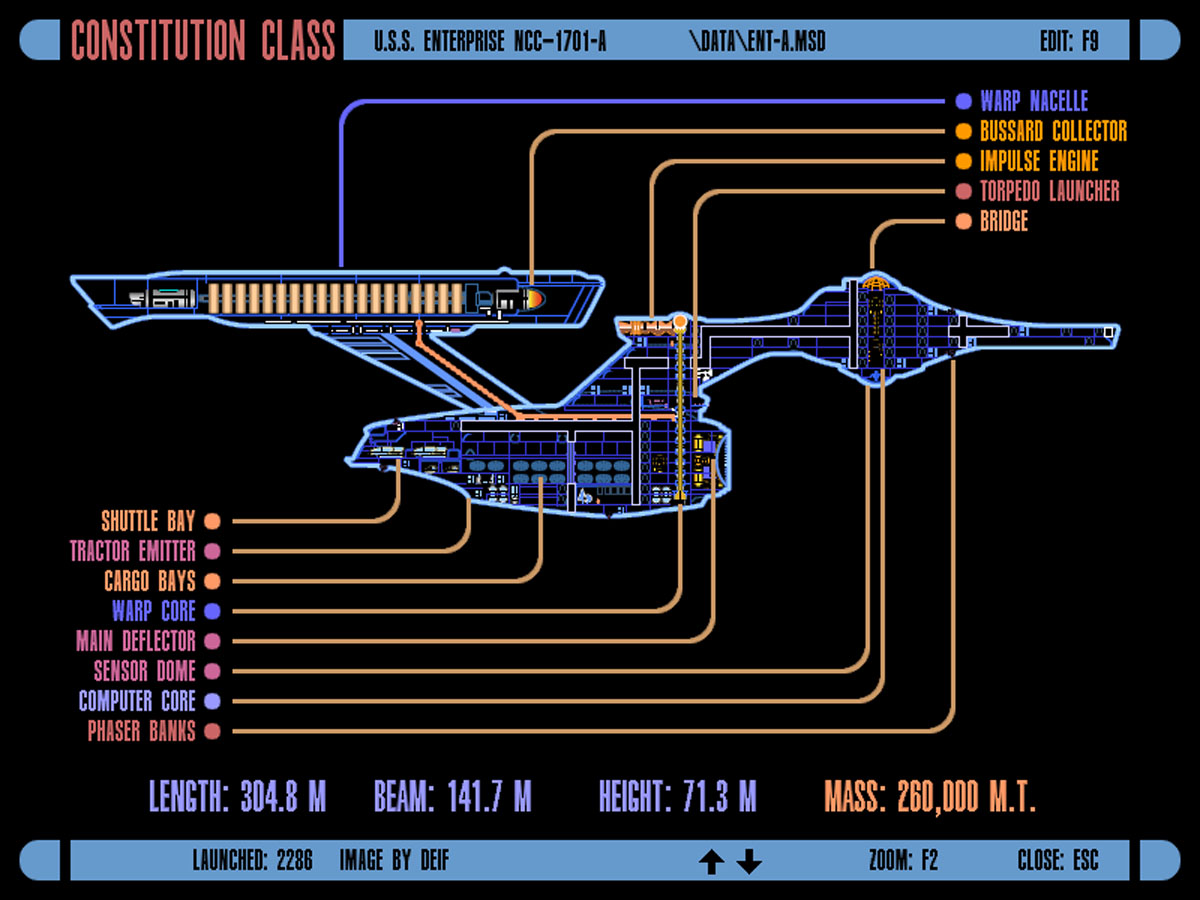 CONSTITUTION CLASS U.S.S. ENTERPRISE NCC-1701-A \DATA\ENT-A.MSD EDIT: F9
WARP NACELLE
BUSSARD COLLECTOR
IMPULSE ENGINE
TORPEDO LAUNCHER
BRIDGE
SHUTTLE BAY
TRACTOR EMITTER
CARGO BAYS
WARP CORE
MAIN DEFLECTOR
SENSOR DOME
COMPUTER CORE
PHASER BANKS
LENGTH: 304.8 M BEAM: 141.7 M HEIGHT: 71.3 M MASS: 260,000 M.T.
LAUNCHED: 2286 IMAGE BY DEIF ZOOM: F2 CLOSE: ESC